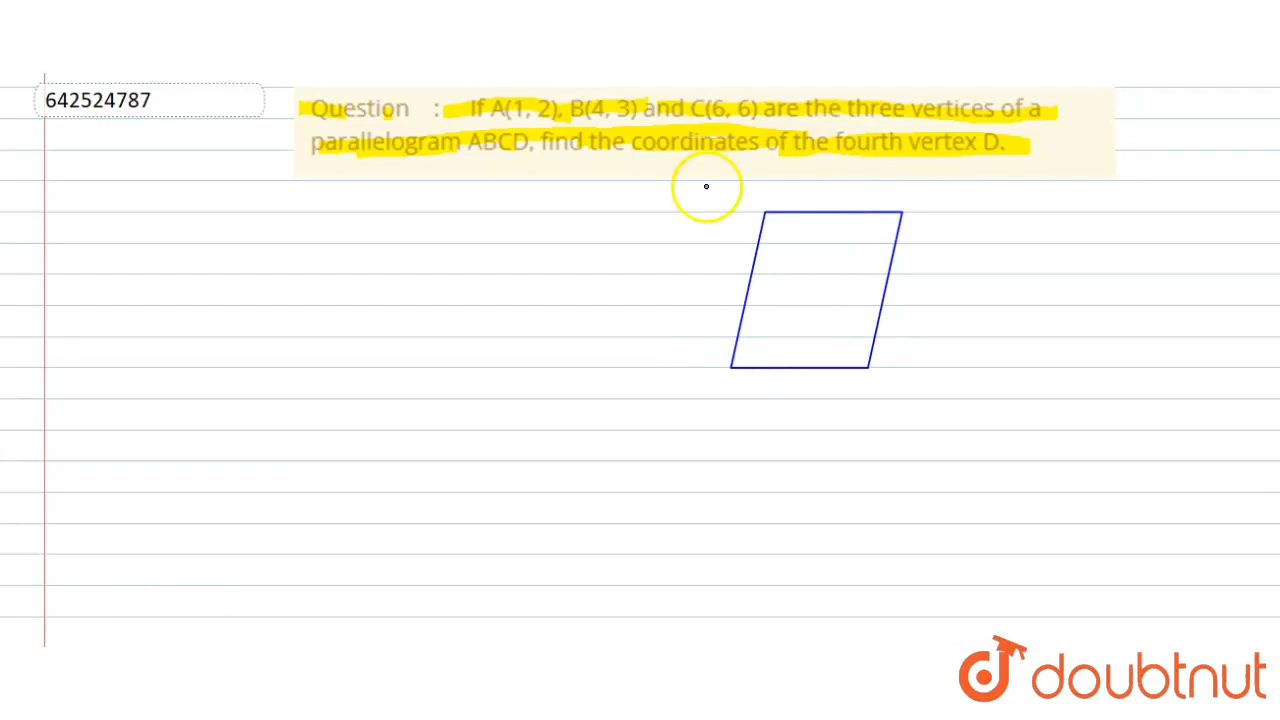 642524787
Question : If A(1, 2), B(4, 3) and C(6, 6) are the three vertices of a
parallelogram ABCD, find the coordinates of the fourth vertex D.
doubtnut